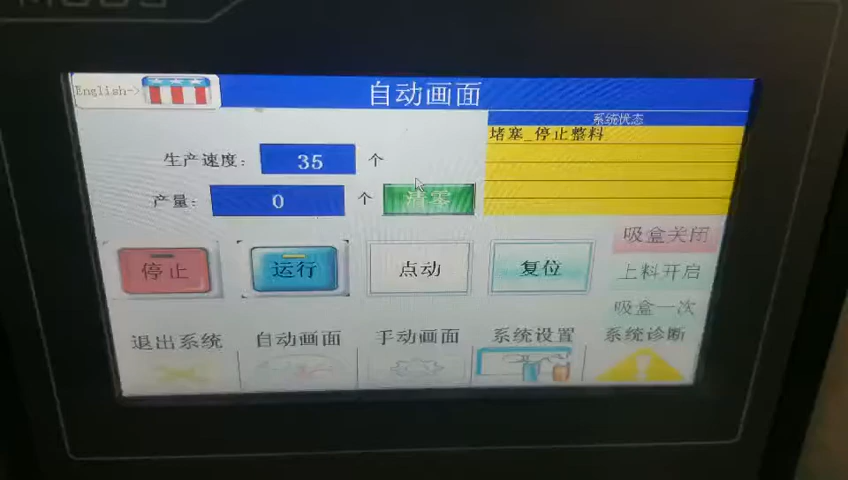 English->
自动画面
系统状态
堵塞_停止整料
生产速度: 35 个
产量: 0 个 清零
吸盒关闭
停止 运行 点动 复位 上料开启
吸盒一次
退出系统 自动画面 手动画面 系统设置 系统诊断